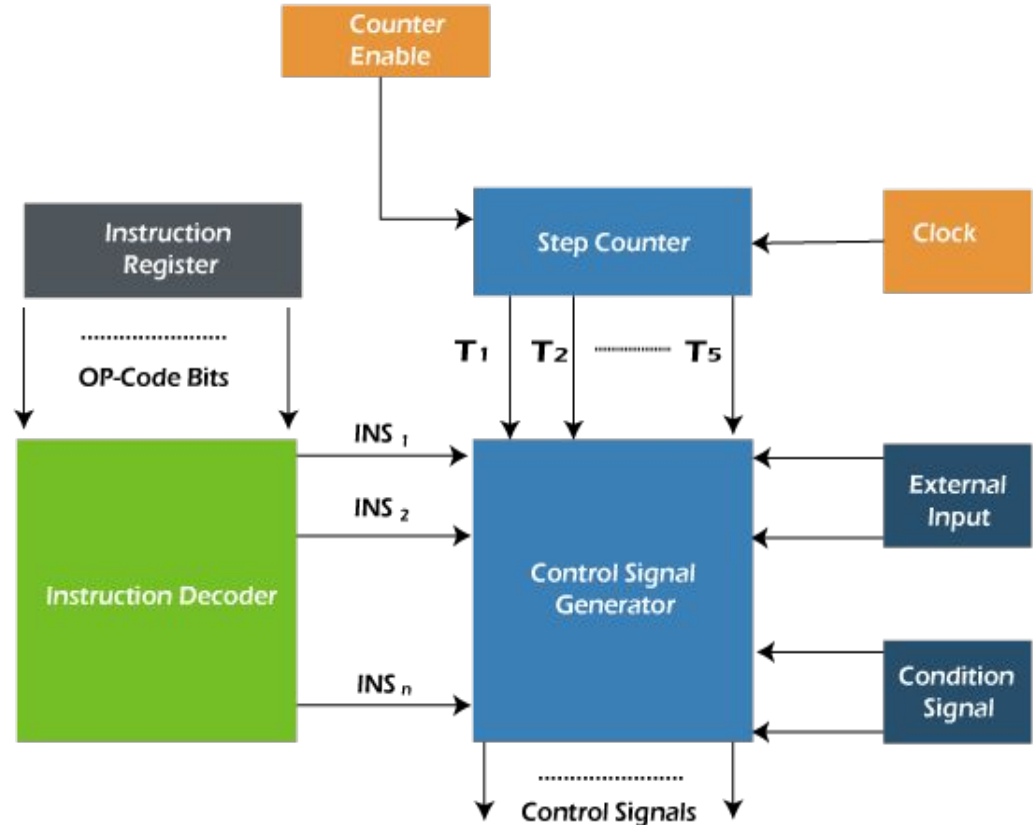 Counter
Enable
Instruction
Register
Step Counter
Clock
OP-Code Bits
T1 T2 T5
INS 1
INS 2
INS n
Instruction Decoder
Control Signal
Generator
External
Input
Condition
Signal
Control Signals